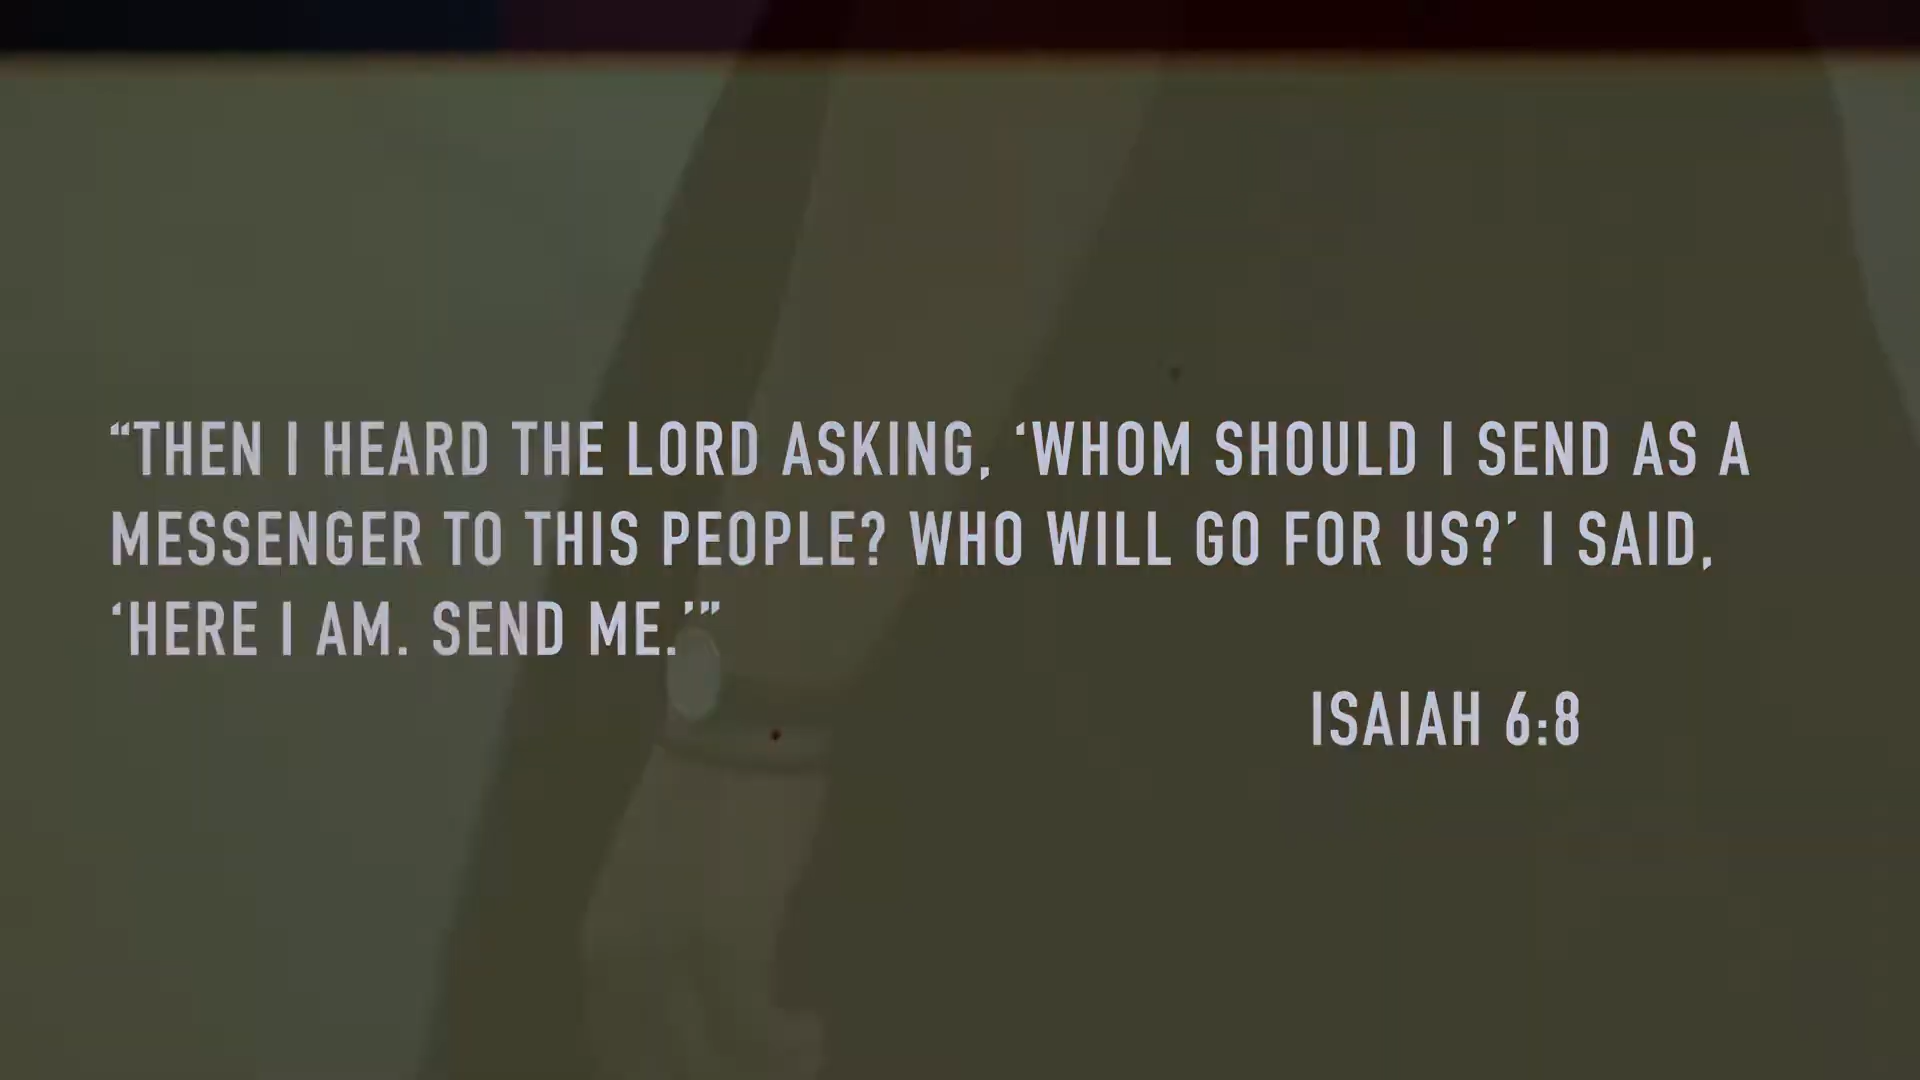 “THEN I HEARD THE LORD ASKING, ‘WHOM SHOULD I SEND AS A
MESSENGER TO THIS PEOPLE? WHO WILL GO FOR US?’ I SAID,
‘HERE I AM. SEND ME.’”
ISAIAH 6:8